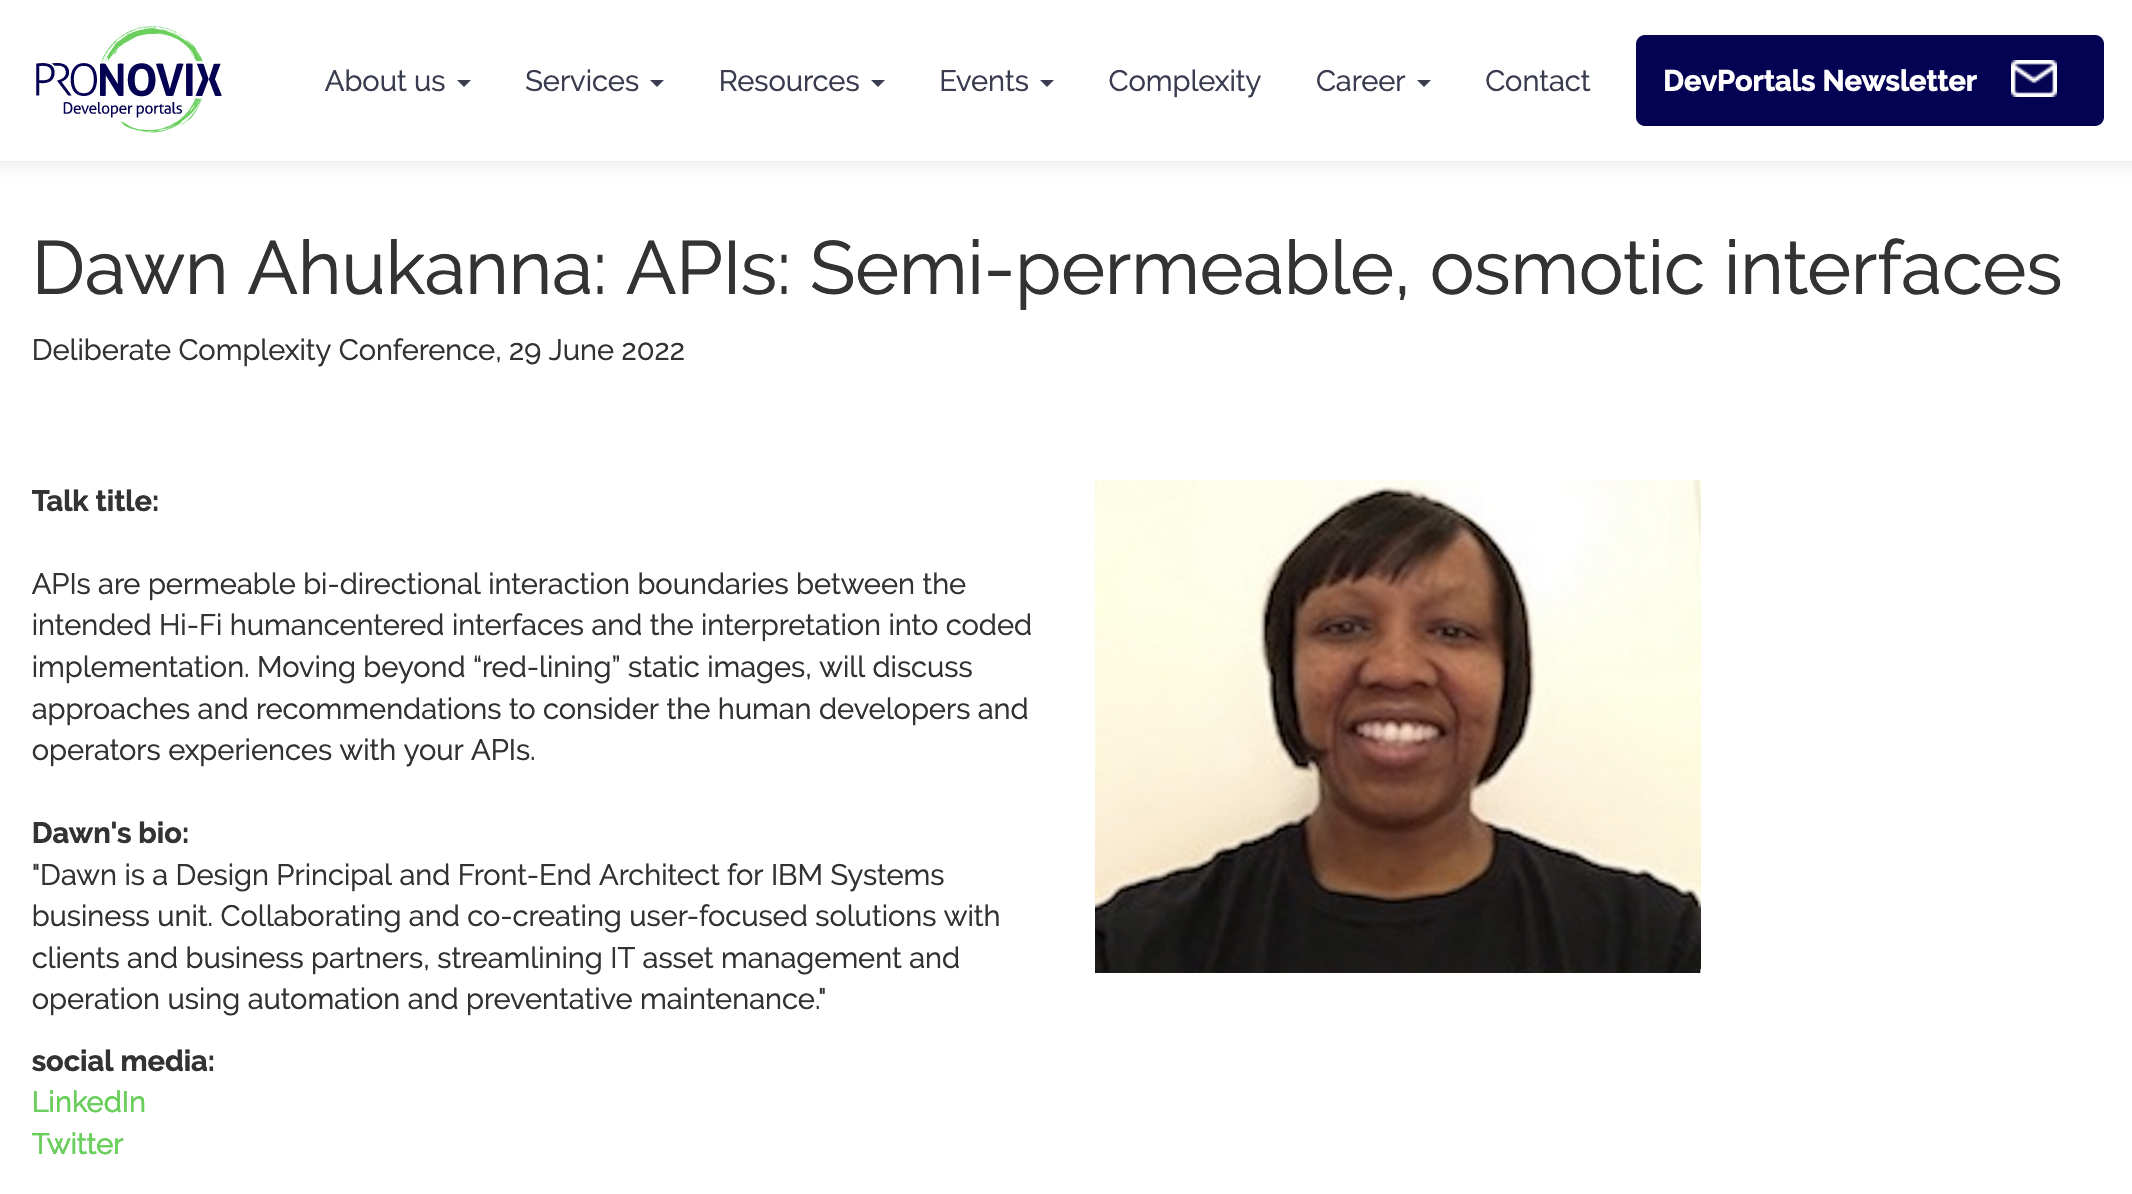 PRONOVIX
Developer portals
About us
Services
Resources
Events
Complexity
Career
Contact
DevPortals Newsletter
Dawn Ahukanna: APIs: Semi-permeable, osmotic interfaces
Deliberate Complexity Conference, 29 June 2022
Talk title:
APIs are permeable bi-directional interaction boundaries between the
intended Hi-Fi humancentered interfaces and the interpretation into coded
implementation. Moving beyond “red-lining” static images, will discuss
approaches and recommendations to consider the human developers and
operators experiences with your APIs.
Dawn's bio:
"Dawn is a Design Principal and Front-End Architect for IBM Systems
business unit. Collaborating and co-creating user-focused solutions with
clients and business partners, streamlining IT asset management and
operation using automation and preventative maintenance."
social media:
LinkedIn
Twitter